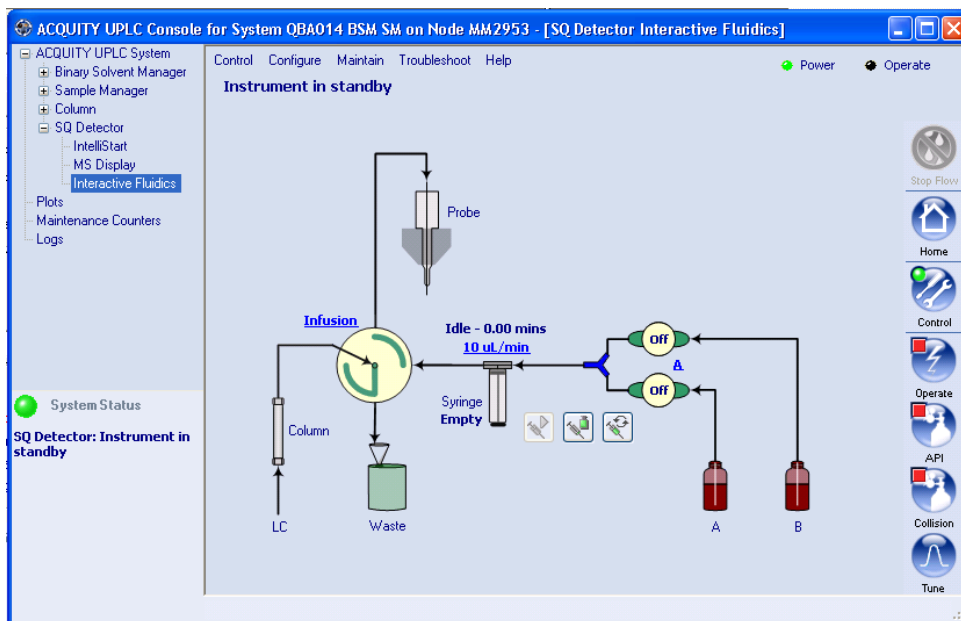 ACQUITY UPLC Console for System QBA014 BSM SM on Node MM2953 - [SQ Detector Interactive Fluidics]
ACQUITY UPLC System
Binary Solvent Manager
Sample Manager
Column
SQ Detector
IntelliStart
MS Display
Interactive Fluidics
Plots
Maintenance Counters
Logs
System Status
SQ Detector: Instrument in
standby
Control Configure Maintain Troubleshoot Help
Power Operate
Instrument in standby
Probe
Infusion
Idle - 0.00 mins
10 uL/min
Off
A
Off
Syringe
Empty
Column
LC
Waste
A
B
Stop Flow
Home
Control
Operate
API
Collision
Tune